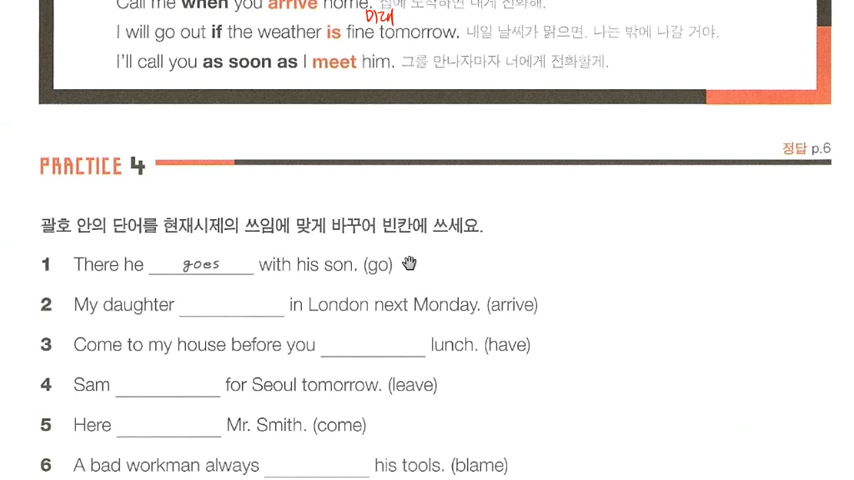 Call me when you arrive home. 집에 도착하면 내게 전화해.
미래
I will go out if the weather is fine tomorrow. 내일 날씨가 맑으면, 나는 밖에 나갈 거야.
I'll call you as soon as I meet him. 그를 만나자마자 너에게 전화할게.
정답 p.6
PRACTICE 4
괄호 안의 단어를 현재시제의 쓰임에 맞게 바꾸어 빈칸에 쓰세요.
1 There he goes with his son. (go)
2 My daughter ____________ in London next Monday. (arrive)
3 Come to my house before you ____________ lunch. (have)
4 Sam ____________ for Seoul tomorrow. (leave)
5 Here ____________ Mr. Smith. (come)
6 A bad workman always ____________ his tools. (blame)